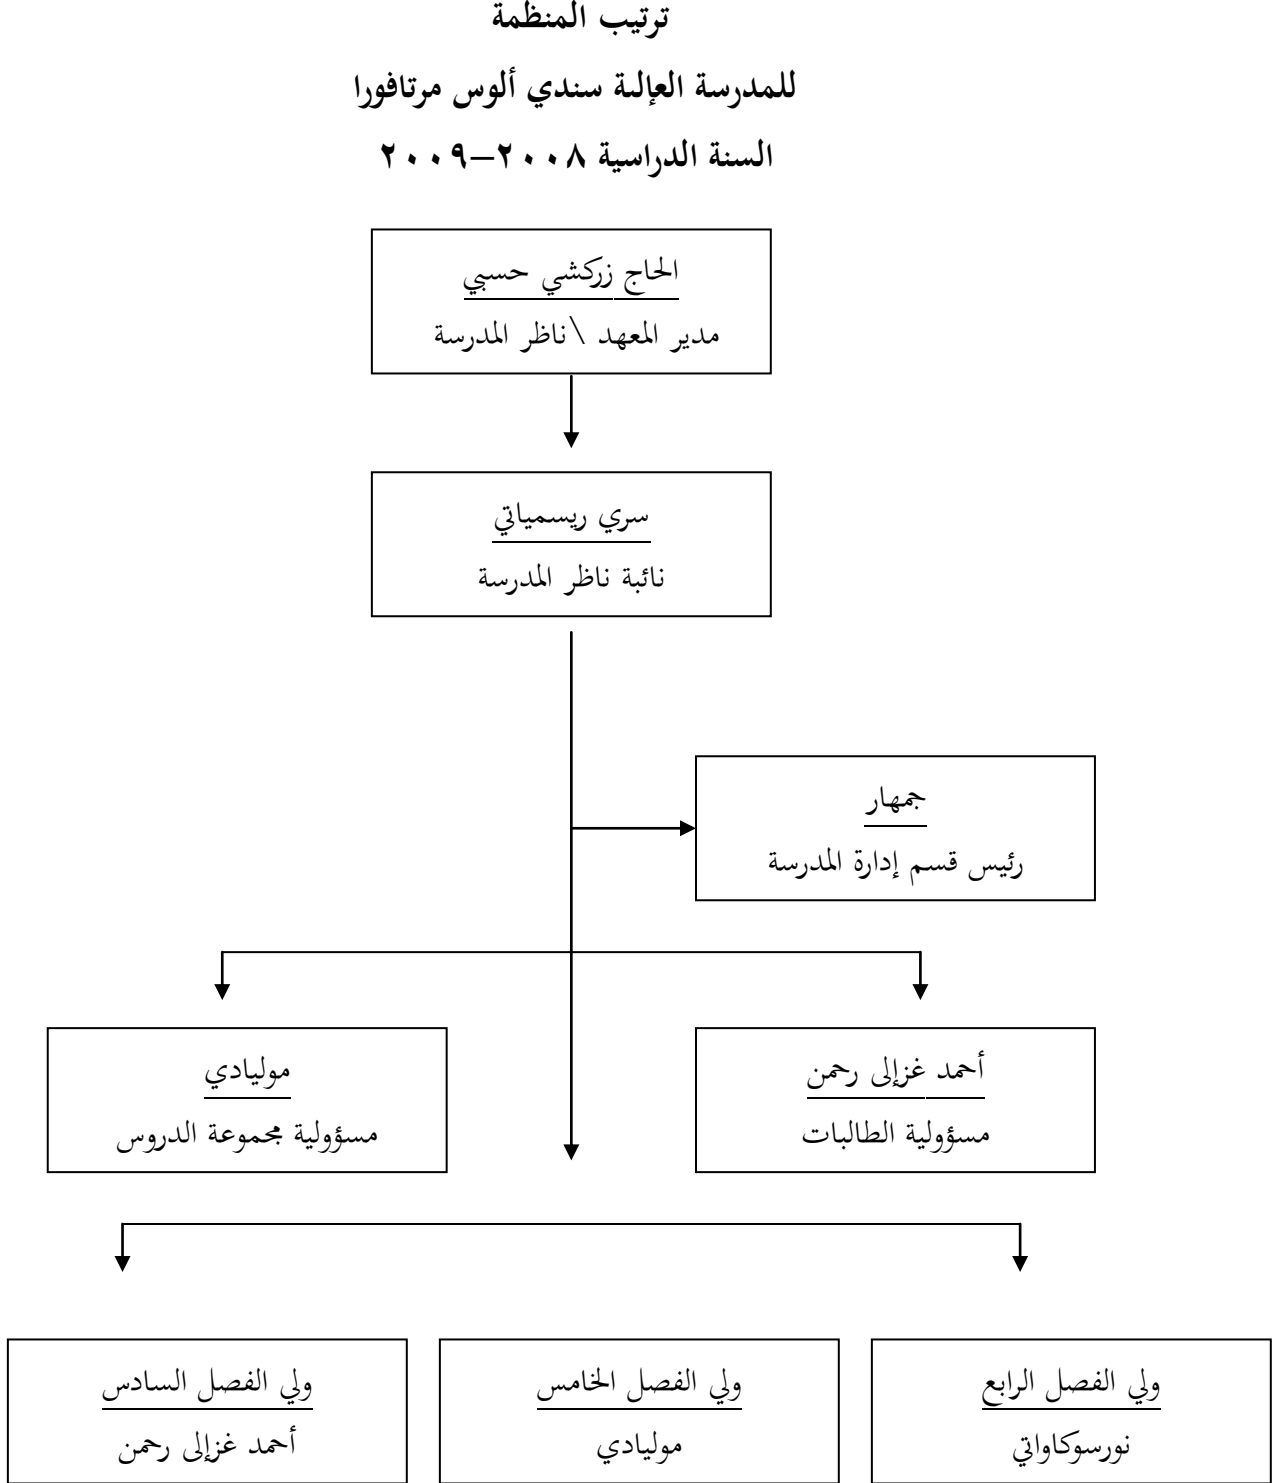 ترتيب المنظمة
للمدرسة العإلىة سندي ألوس مرتافورا
السنة الدراسية ٢٠٠٨–٢٠٠٩
الحاج زركشي حسبي
مدير المعهد \ناظر المدرسة
سري ريسمياتي
نائبة ناظر المدرسة
جمهار
رئيس قسم إدارة المدرسة
أحمد غزإلى رحمن
مسؤولية الطالبات
موليادي
مسؤولية مجموعة الدروس
ولي الفصل الرابع
نورسوكاواتي
ولي الفصل الخامس
موليادي
ولي الفصل السادس
أحمد غزإلى رحمن